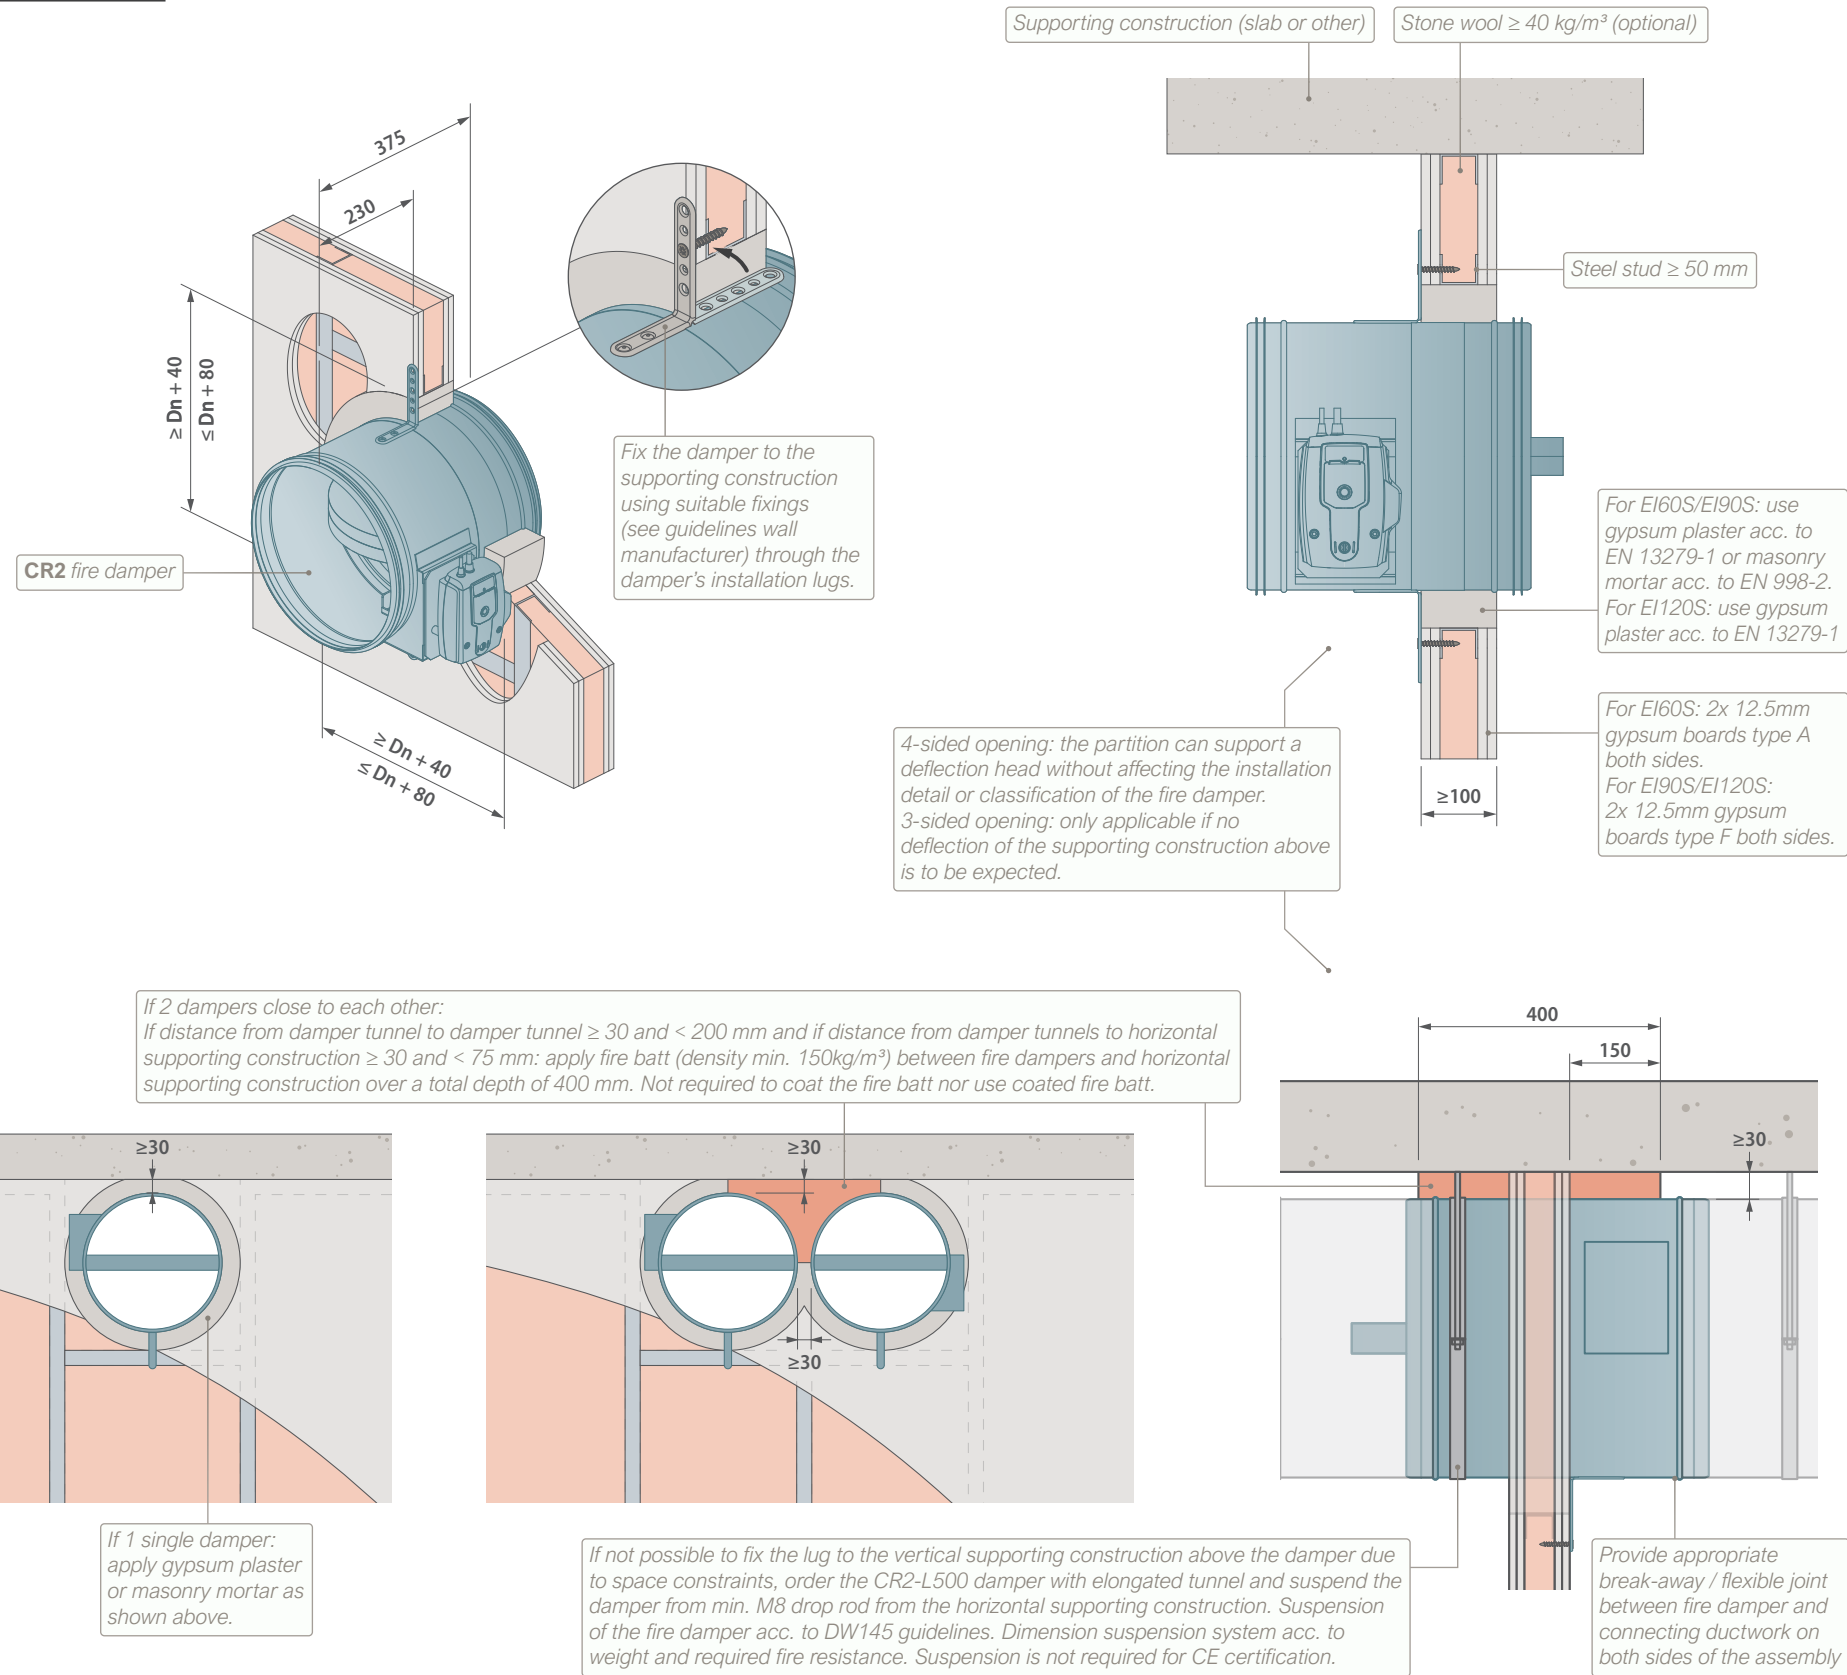 Supporting construction (slab or other)
Stone wool ≥ 40 kg/m³ (optional)
375
230
≥ Dn + 40
≤ Dn + 80
Steel stud ≥ 50 mm
Fix the damper to the
supporting construction
using suitable fixings
(see guidelines wall
manufacturer) through the
damper's installation lugs.
CR2 fire damper
For EI60S/EI90S: use
gypsum plaster acc. to
EN 13279-1 or masonry
mortar acc. to EN 998-2.
For EI120S: use gypsum
plaster acc. to EN 13279-1
≥ Dn + 40
≤ Dn + 80
4-sided opening: the partition can support a
deflection head without affecting the installation
detail or classification of the fire damper.
3-sided opening: only applicable if no
deflection of the supporting construction above
is to be expected.
≥100
For EI60S: 2x 12.5mm
gypsum boards type A
both sides.
For EI90S/EI120S:
2x 12.5mm gypsum
boards type F both sides.
If 2 dampers close to each other:
If distance from damper tunnel to damper tunnel ≥ 30 and < 200 mm and if distance from damper tunnels to horizontal
supporting construction ≥ 30 and < 75 mm: apply fire batt (density min. 150kg/m³) between fire dampers and horizontal
supporting construction over a total depth of 400 mm. Not required to coat the fire batt nor use coated fire batt.
400
150
≥30
≥30
≥30
≥30
If 1 single damper:
apply gypsum plaster
or masonry mortar as
shown above.
If not possible to fix the lug to the vertical supporting construction above the damper due
to space constraints, order the CR2-L500 damper with elongated tunnel and suspend the
damper from min. M8 drop rod from the horizontal supporting construction. Suspension
of the fire damper acc. to DW145 guidelines. Dimension suspension system acc. to
weight and required fire resistance. Suspension is not required for CE certification.
Provide appropriate
break-away / flexible joint
between fire damper and
connecting ductwork on
both sides of the assembly